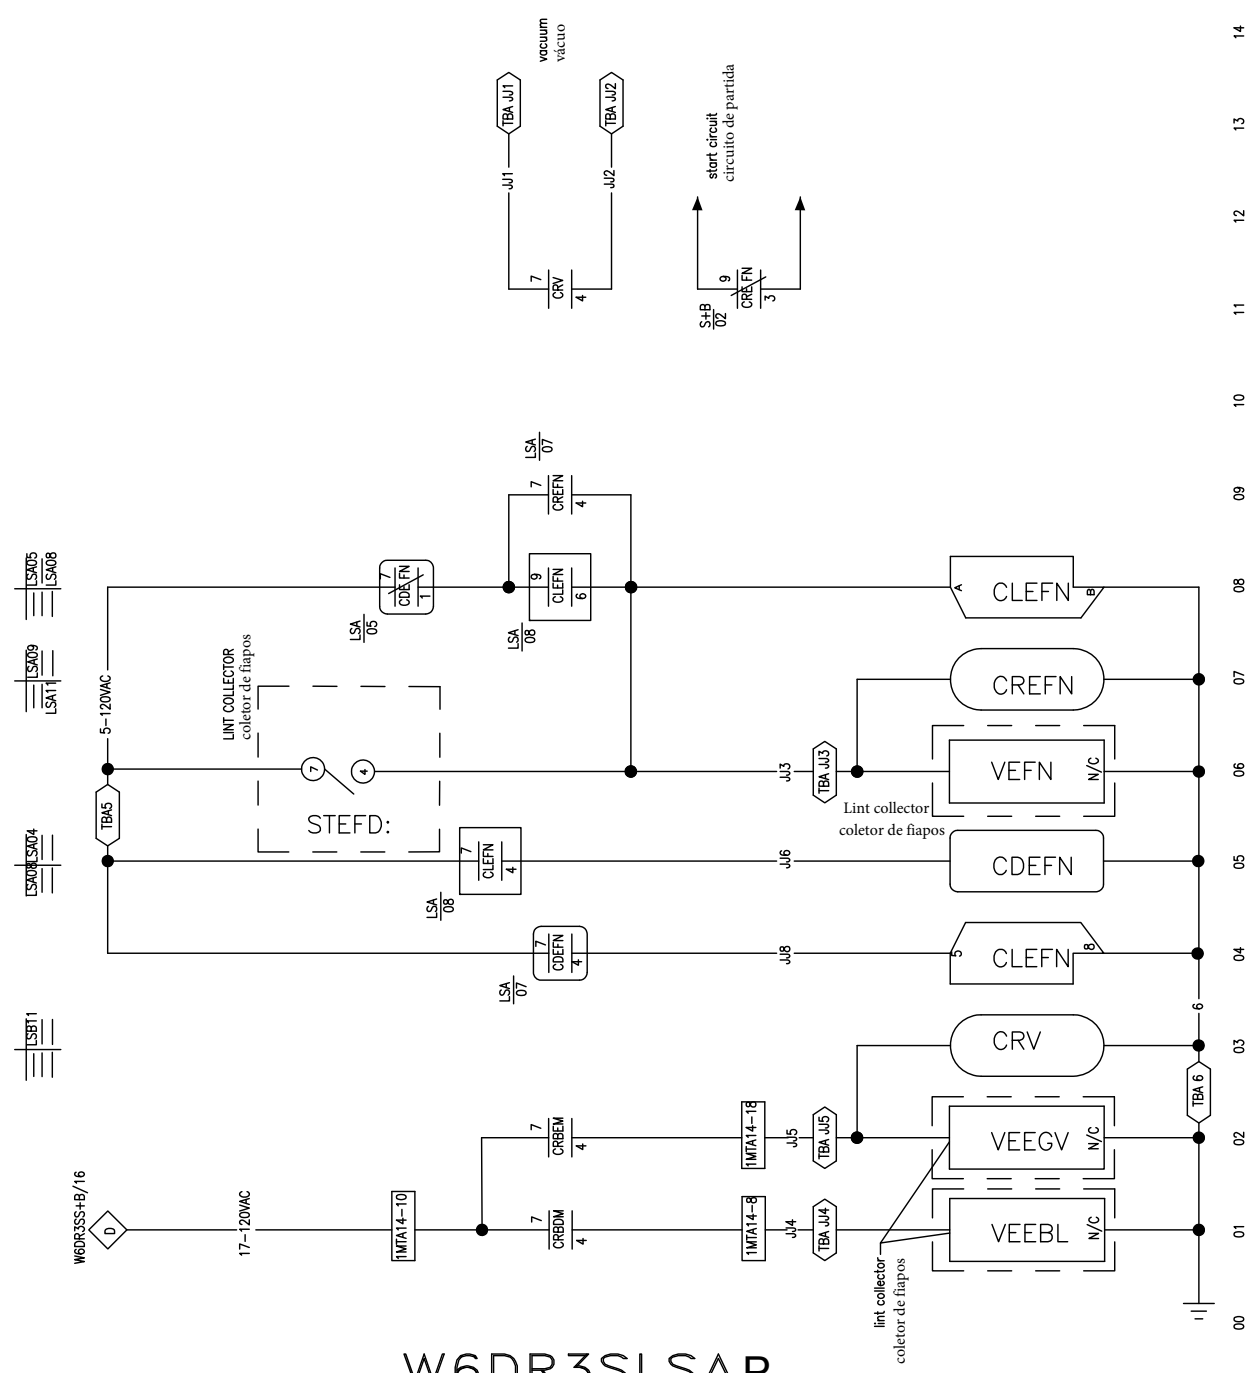 14
13
12
11
10
09
08
07
06
05
04
03
02
01
00
vacuum
vácuo
TBA JJ1
TBA JJ2
JJ1
JJ2
7
CRV
4
start circuit
circuito de partida
9
CREFN
3
S+B
02
LSA05
LSA08
LSA09
LSA11
LSA08
LSA04
LSB11
5-120VAC
TBA5
7
CDEFN
1
LSA
05
9
CLEFN
6
LSA
08
7
CREFN
4
LSA
07
A
CLEFN
B
CREFN
LINT COLLECTOR
coletor de fiapos
7
4
STEFD:
JJ3
TBA JJ3
VEFN
N/C
Lint collector
coletor de fiapos
7
CLEFN
4
LSA
08
JJ6
CDEFN
7
CDEFN
4
LSA
07
JJ8
5
CLEFN
8
CRV
6
TBA 6
7
CRBEM
4
1MTA14-18
JJ5
TBA JJ5
VEEGV
N/C
W6DR3SS+B/16
D
17-120VAC
1MTA14-10
7
CRBDM
4
1MTA14-8
JJ4
TBA JJ4
VEEBL
N/C
lint collector
coletor de fiapos
W6DR3SLSAB